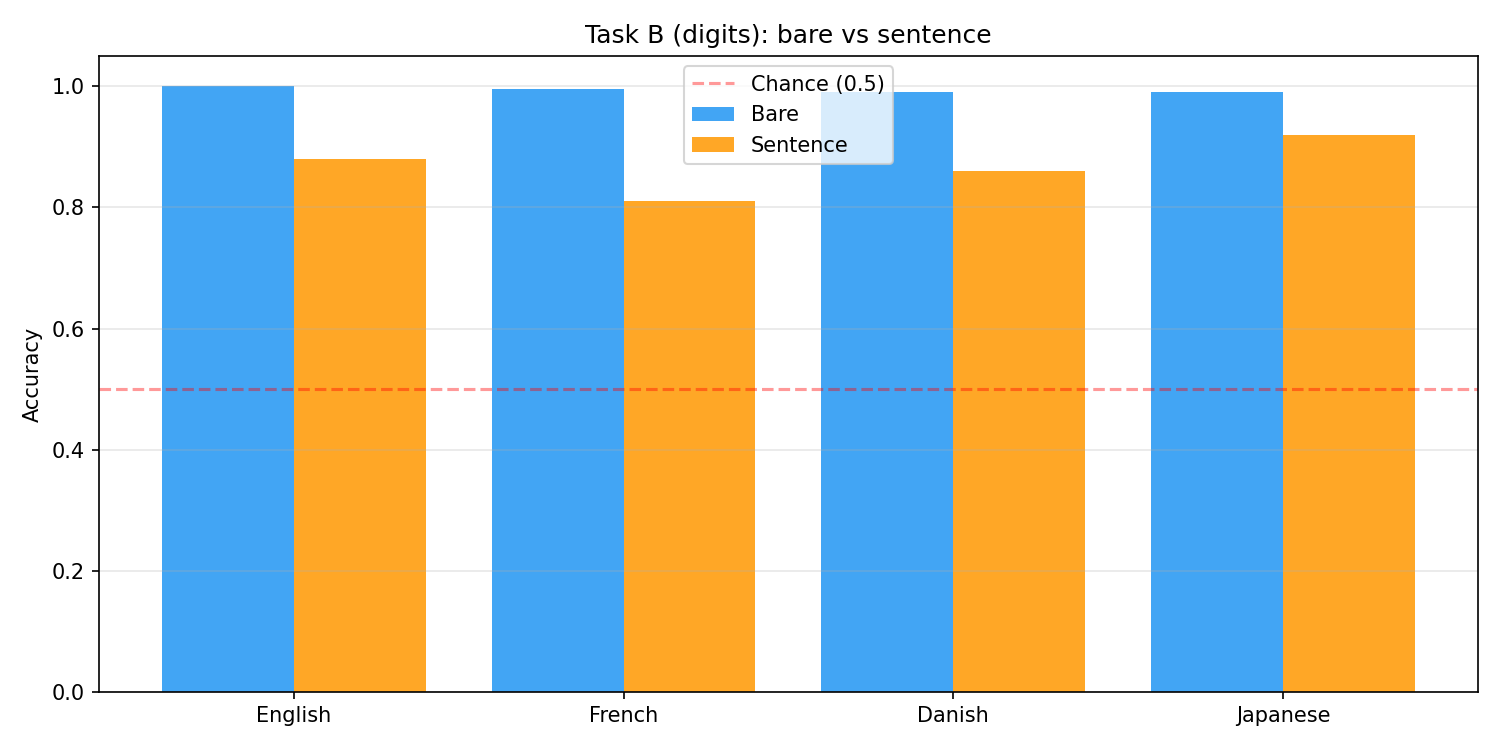 Task B (digits): bare vs sentence
Chance (0.5)
Bare
Sentence
Accuracy
1.0
0.8
0.6
0.4
0.2
0.0
English
French
Danish
Japanese